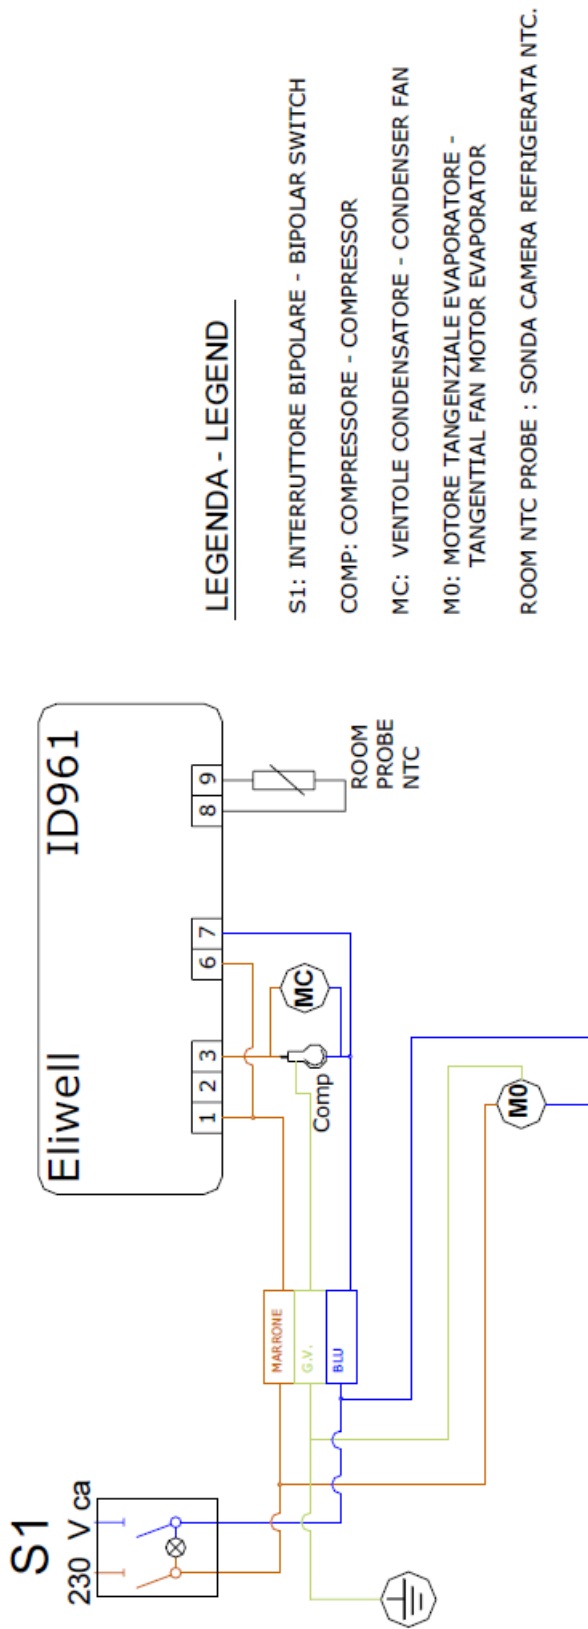 S1
230 V ca
Eliwell
ID961
1
2
3
6
7
8
9
MARRONE
G.V.
BLU
Comp
MC
M0
ROOM
PROBE
NTC
LEGENDA - LEGEND
S1: INTERRUTTORE BIPOLARE - BIPOLAR SWITCH
COMP: COMPRESSORE - COMPRESSOR
MC: VENTOLE CONDENSATORE - CONDENSER FAN
M0: MOTORE TANGENZIALE EVAPORATORE -
TANGENTIAL FAN MOTOR EVAPORATOR
ROOM NTC PROBE : SONDA CAMERA REFRIGERATA NTC.